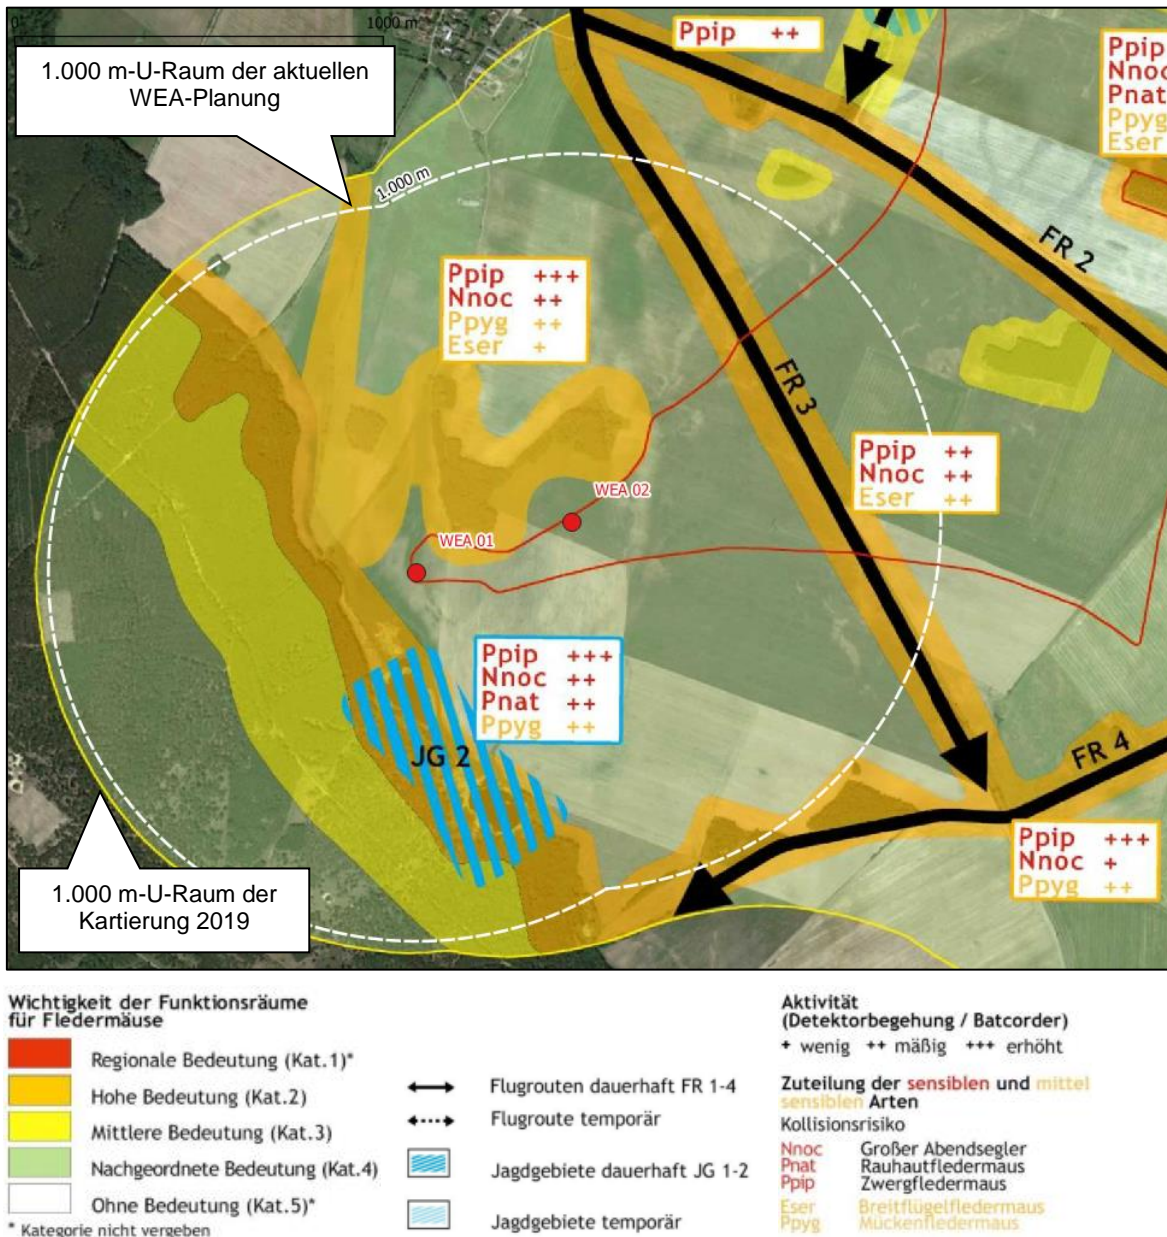 0
1000 m
1.000 m-U-Raum der aktuellen
WEA-Planung
Ppip ++
Ppip
Nnoc
Pnat
Ppyg
Eser
1.000 m
FR 2
Ppip +++
Nnoc ++
Ppyg ++
Eser +
FR 3
Ppip ++
Nnoc ++
Eser ++
WEA 02
WEA 01
Ppip +++
Nnoc ++
Pnat ++
Ppyg ++
JG 2
FR 4
Ppip +++
Nnoc +
Ppyg ++
1.000 m-U-Raum der
Kartierung 2019
Wichtigkeit der Funktionsräume
für Fledermäuse
Regionale Bedeutung (Kat.1)*
Hohe Bedeutung (Kat.2)
Mittlere Bedeutung (Kat.3)
Nachgeordnete Bedeutung (Kat.4)
Ohne Bedeutung (Kat.5)*
* Kategorie nicht vergeben
Flugrouten dauerhaft FR 1-4
Flugroute temporär
Jagdgebiete dauerhaft JG 1-2
Jagdgebiete temporär
Aktivität
(Detektorbegehung / Batcorder)
+ wenig ++ mäßig +++ erhöht
Zuteilung der sensiblen und mittel
sensiblen Arten
Kollisionsrisiko
Nnoc Großer Abendsegler
Pnat Rauhautfledermaus
Ppip Zwergfledermaus
Eser Breitflügelfledermaus
Ppyg Mückenfledermaus